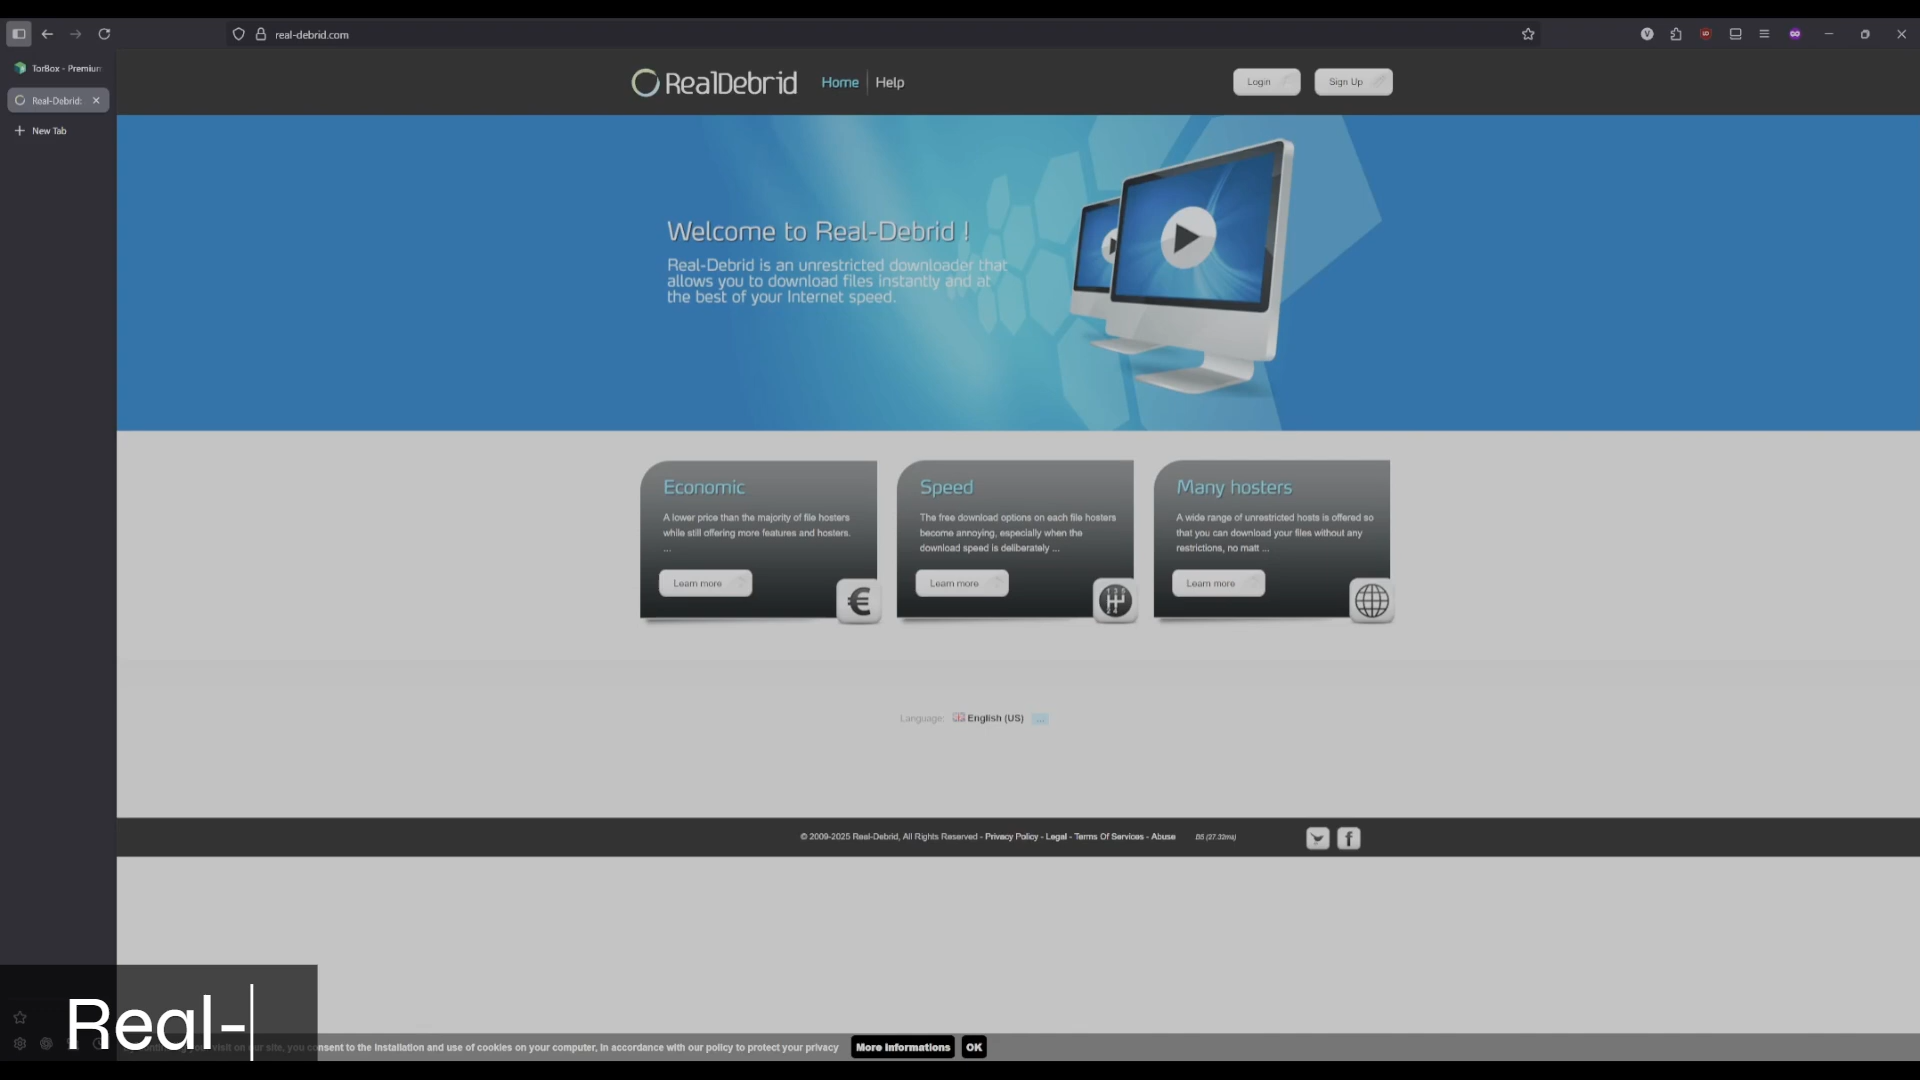 real-debrid.com
TorBox - Premium
Real-Debrid:
New Tab
RealDebrid
Home
Help
Login
Sign Up
Welcome to Real-Debrid !
Real-Debrid is an unrestricted downloader that
allows you to download files instantly and at
the best of your Internet speed.
Economic
A lower price than the majority of file hosters
while still offering more features and hosters.
...
Learn more
Speed
The free download options on each file hosters
become annoying, especially when the
download speed is deliberately ...
Learn more
Many hosters
A wide range of unrestricted hosts is offered so
that you can download your files without any
restrictions, no matt ...
Learn more
Language: English (US) ...
© 2009-2025 Real-Debrid, All Rights Reserved - Privacy Policy - Legal - Terms Of Services - Abuse
Real-
visit on our site, you consent to the installation and use of cookies on your computer, in accordance with our policy to protect your privacy
More informations
OK